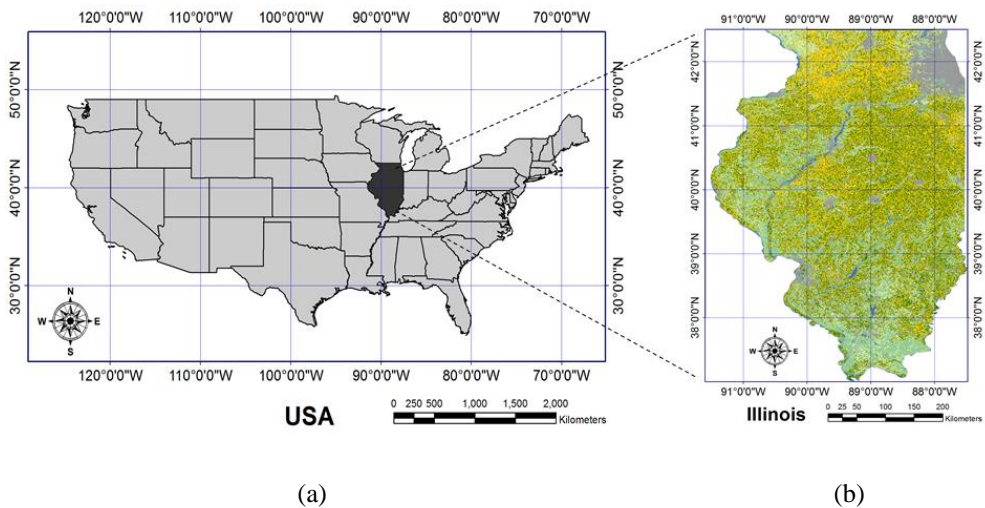 120°0'0"W 110°0'0"W 100°0'0"W 90°0'0"W 80°0'0"W 70°0'0"W
50°0'0"N
40°0'0"N
30°0'0"N
50°0'0"N
40°0'0"N
30°0'0"N
N
W E
S
120°0'0"W 110°0'0"W 100°0'0"W 90°0'0"W 80°0'0"W 70°0'0"W
USA
0 250 500 1,000 1,500 2,000
Kilometers
(a)
91°0'0"W 90°0'0"W 89°0'0"W 88°0'0"W
42°0'0"N
41°0'0"N
40°0'0"N
39°0'0"N
38°0'0"N
42°0'0"N
41°0'0"N
40°0'0"N
39°0'0"N
38°0'0"N
N
W E
S
91°0'0"W 90°0'0"W 89°0'0"W 88°0'0"W
Illinois
0 25 50 100 150 200
Kilometers
(b)